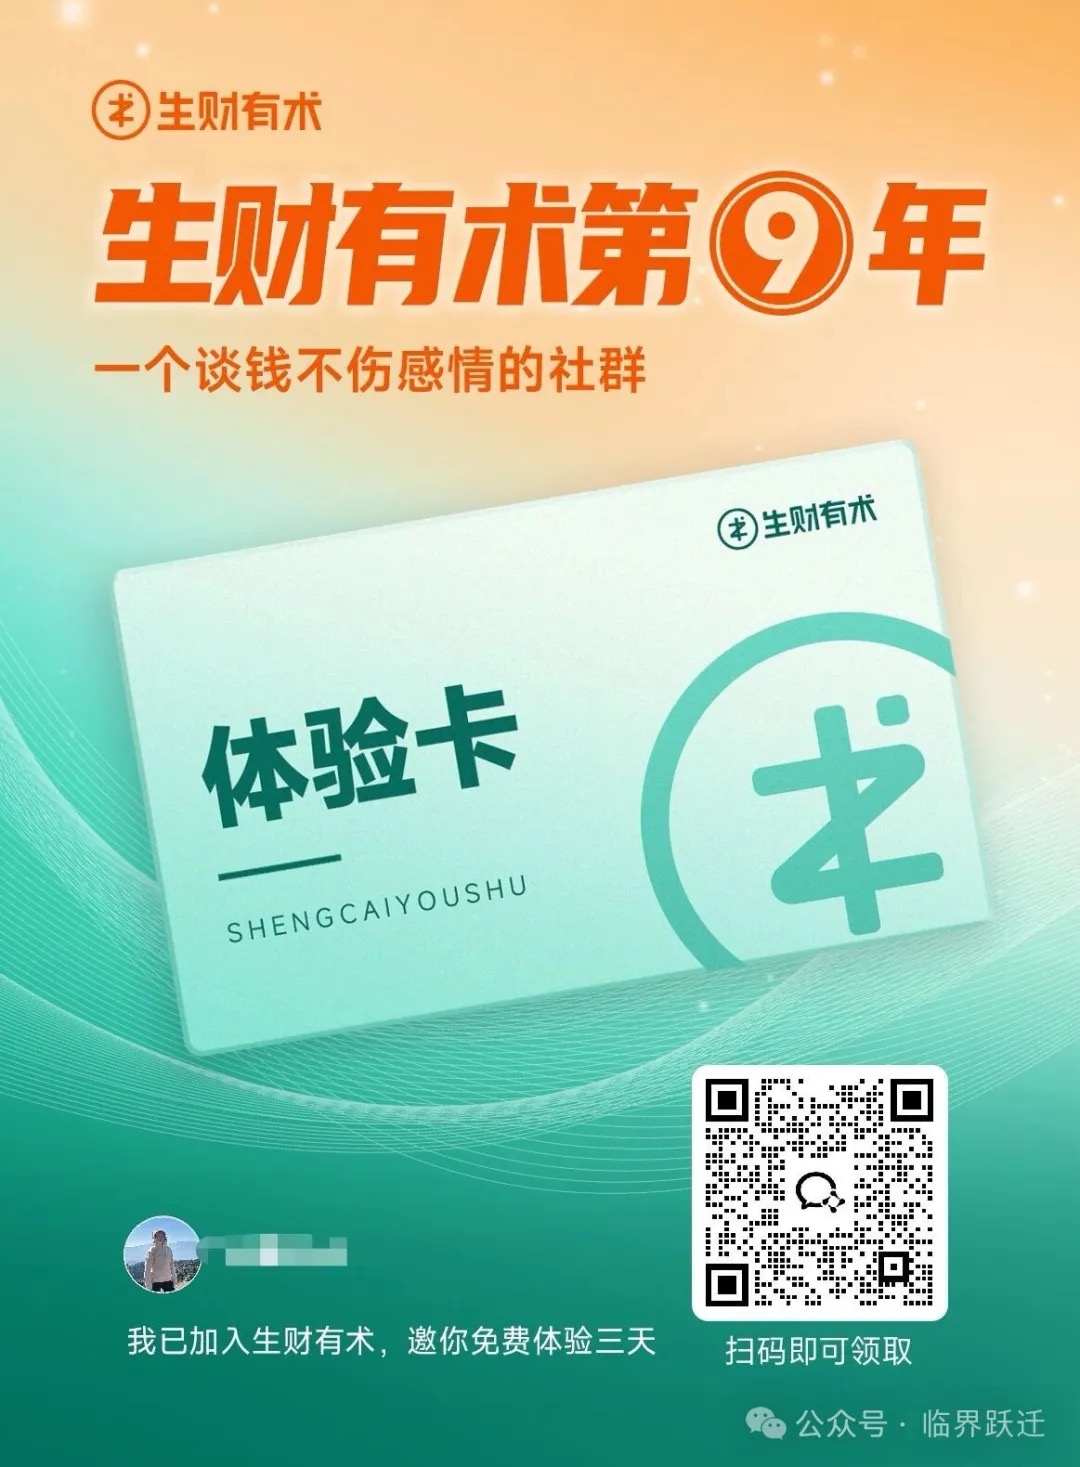 生财有术
生财有术第9年
一个谈钱不伤感情的社群
生财有术
体验卡
SHENGCAIYOUSHU
我已加入生财有术，邀你免费体验三天
扫码即可领取
公众号·临界跃迁